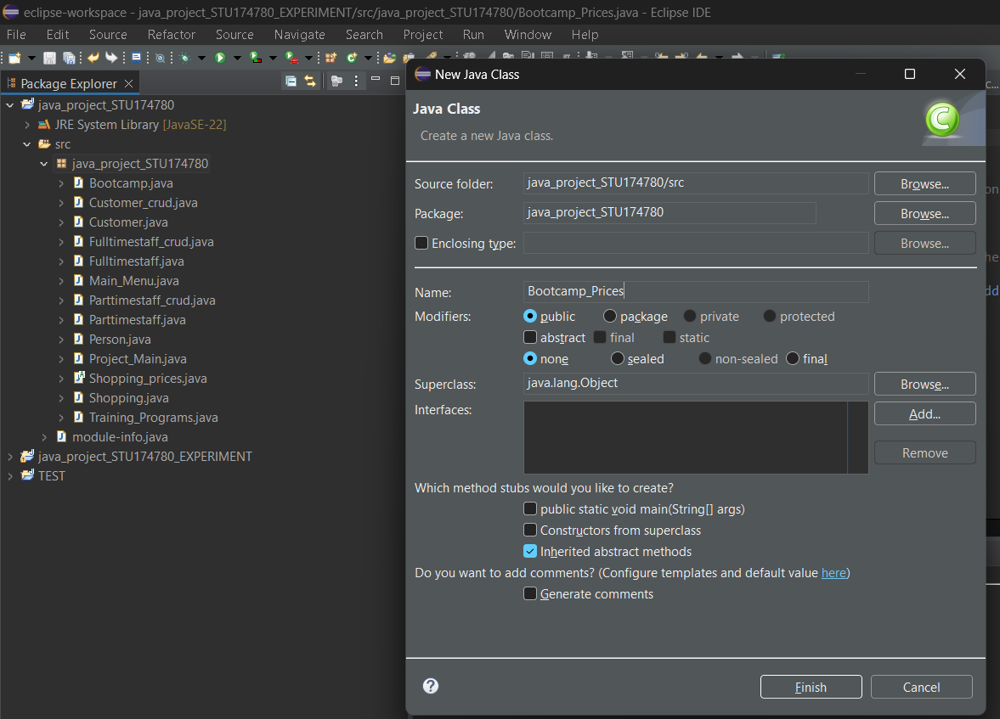 eclipse-workspace - java_project_STU174780_EXPERIMENT/src/java_project_STU174780/Bootcamp_Prices.java - Eclipse IDE
File Edit Source Refactor Source Navigate Search Project Run Window Help
Package Explorer
java_project_STU174780
JRE System Library [JavaSE-22]
src
java_project_STU174780
Bootcamp.java
Customer_crud.java
Customer.java
Fulltimestaff_crud.java
Fulltimestaff.java
Main_Menu.java
Parttimestaff_crud.java
Parttimestaff.java
Person.java
Project_Main.java
Shopping_prices.java
Shopping.java
Training_Programs.java
module-info.java
java_project_STU174780_EXPERIMENT
TEST
New Java Class
Java Class
Create a new Java class.
Source folder: java_project_STU174780/src Browse...
Package: java_project_STU174780 Browse...
Enclosing type: Browse...
Name: Bootcamp_Prices
Modifiers: public package private protected
abstract final static
none sealed non-sealed final
Superclass: java.lang.Object Browse...
Interfaces: Add...
Remove
Which method stubs would you like to create?
public static void main(String[] args)
Constructors from superclass
Inherited abstract methods
Do you want to add comments? (Configure templates and default value here)
Generate comments
Finish Cancel